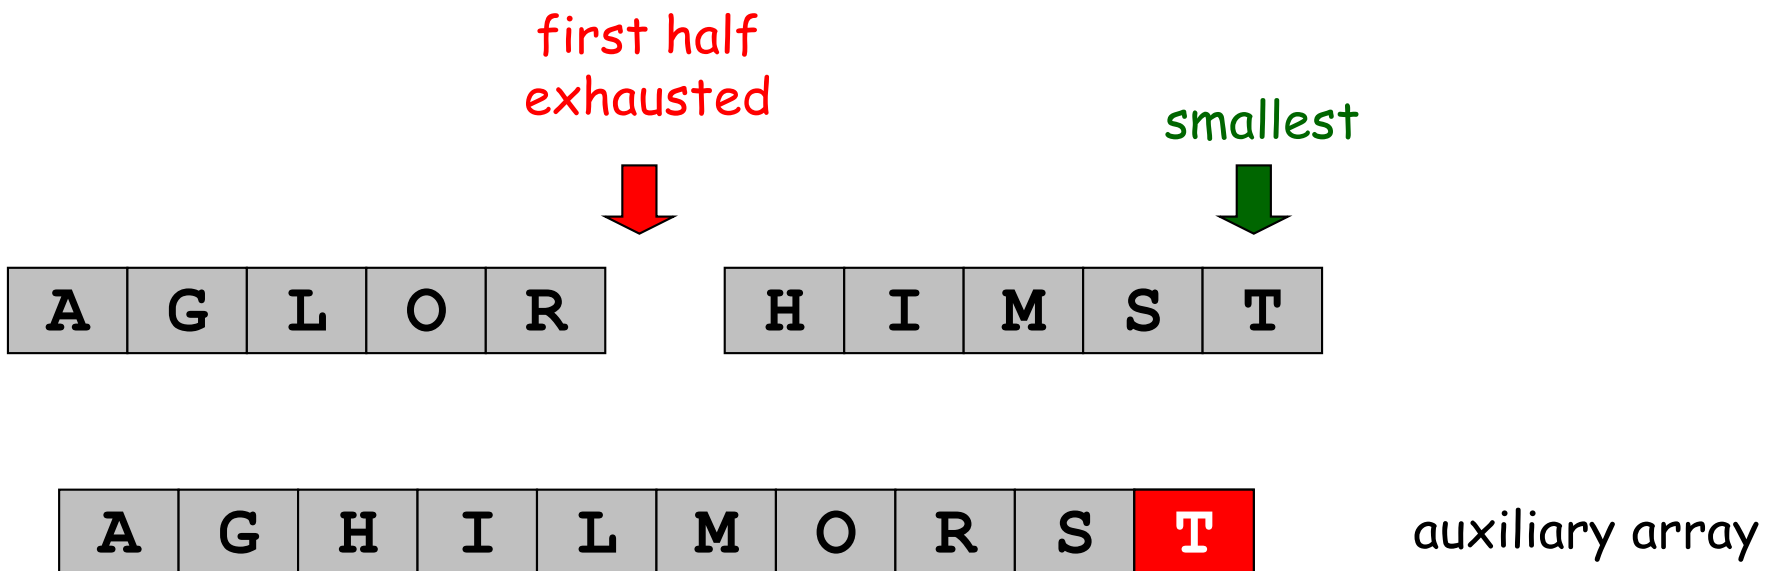 first half
exhausted
smallest
A G L O R H I M S T
A G H I L M O R S T
auxiliary array